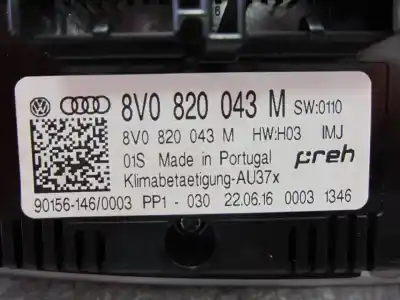 8V0 820 043 M SW:0110
8V0 820 043 M HW:H03 IMJ
01S Made in Portugal preh
Klimabetaetigung-AU37x
90156-146/0003 PP1 - 030 22.06.16 0003 1346